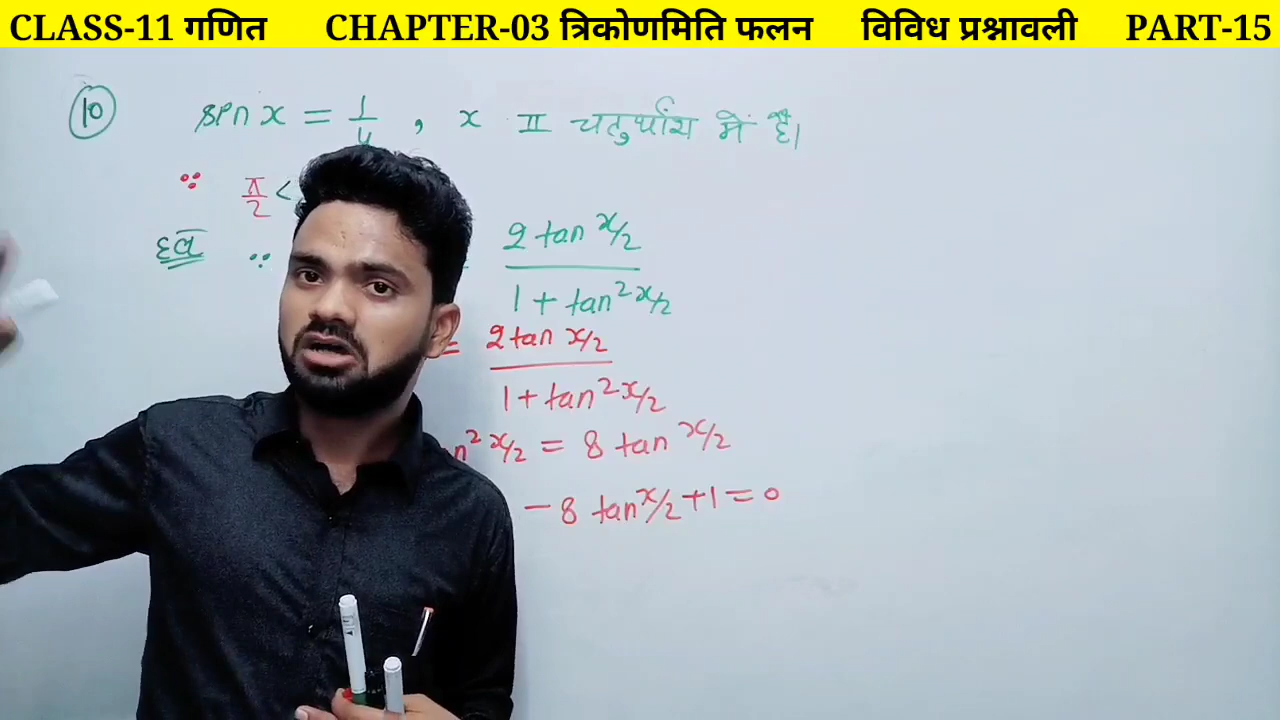 CLASS-11 गणित CHAPTER-03 त्रिकोणमिति फलन विविध प्रश्नावली PART-15
10 sin x = 1/4 , x II चतुर्थांश में है।
∵ π/2 <
हल ∵ 2 tan x/2 / 1 + tan² x/2
= 2 tan x/2 / 1 + tan² x/2
tan² x/2 = 8 tan x/2
- 8 tan x/2 + 1 = 0